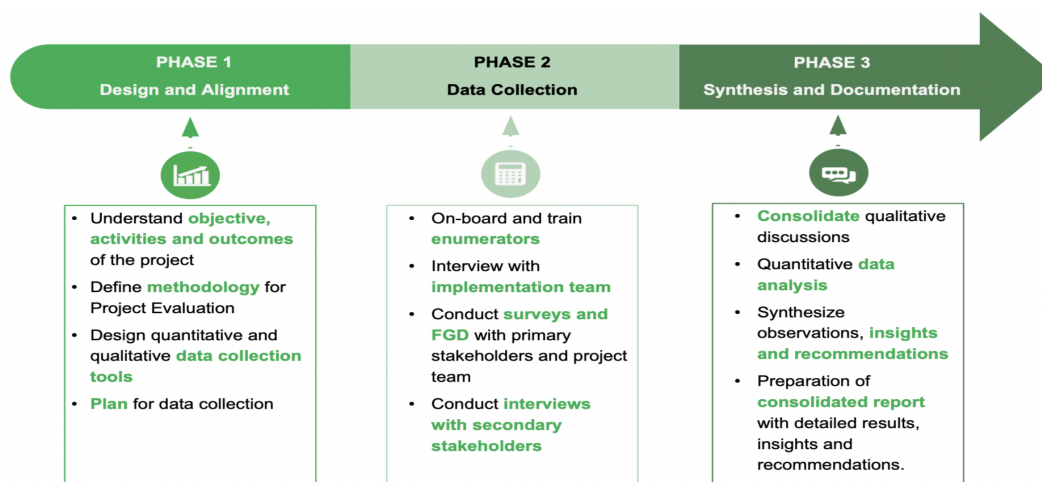 PHASE 1
Design and Alignment
PHASE 2
Data Collection
PHASE 3
Synthesis and Documentation
• Understand objective,
activities and outcomes
of the project
• Define methodology for
Project Evaluation
• Design quantitative and
qualitative data collection
tools
• Plan for data collection
• On-board and train
enumerators
• Interview with
implementation team
• Conduct surveys and
FGD with primary
stakeholders and project
team
• Conduct interviews
with secondary
stakeholders
• Consolidate qualitative
discussions
• Quantitative data
analysis
• Synthesize
observations, insights
and recommendations
• Preparation of
consolidated report
with detailed results,
insights and
recommendations.